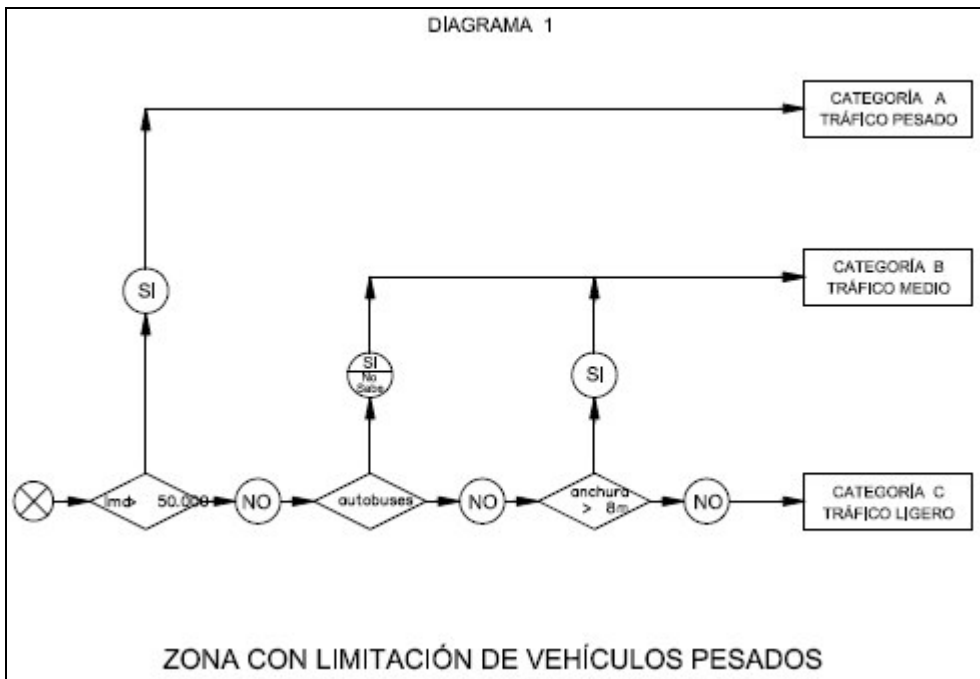 DIAGRAMA 1
CATEGORÍA A
TRÁFICO PESADO
SI
CATEGORÍA B
TRÁFICO MEDIO
SI
No
Sabe
SI
Imd> 50.000
NO
autobuses
NO
anchura
> 8m
NO
CATEGORÍA C
TRÁFICO LIGERO
ZONA CON LIMITACIÓN DE VEHÍCULOS PESADOS